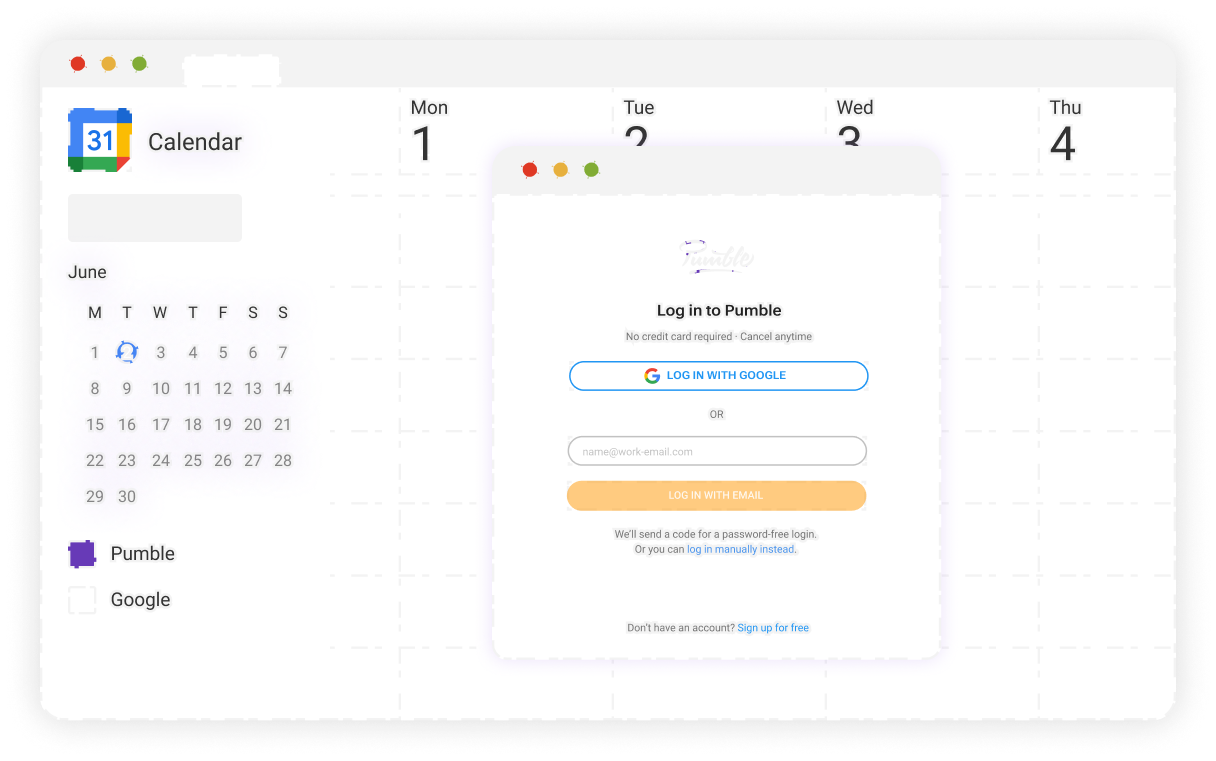 Mon Tue Wed Thu
1 2 3 4
31 Calendar
June
M T W T F S S
1 3 4 5 6 7
8 9 10 11 12 13 14
15 16 17 18 19 20 21
22 23 24 25 26 27 28
29 30
Pumble
Google
Pumble
Log in to Pumble
No credit card required · Cancel anytime
LOG IN WITH GOOGLE
OR
name@work-email.com
LOG IN WITH EMAIL
We'll send a code for a password-free login.
Or you can log in manually instead.
Don't have an account? Sign up for free